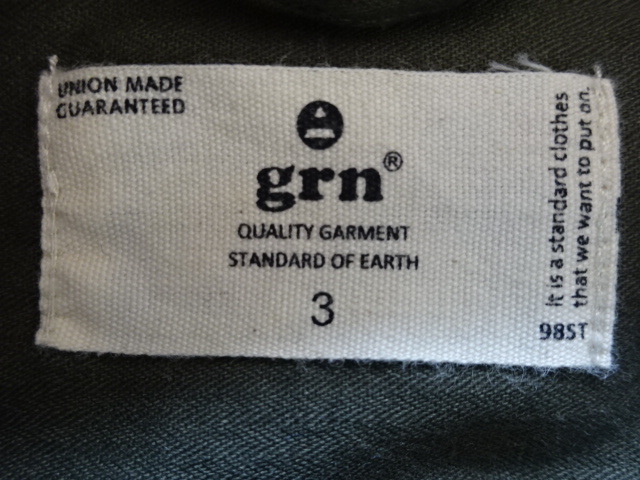 UNION MADE
GUARANTEED
grn®
QUALITY GARMENT
STANDARD OF EARTH
3
It is a standard clothes
that we want to put on.
985T